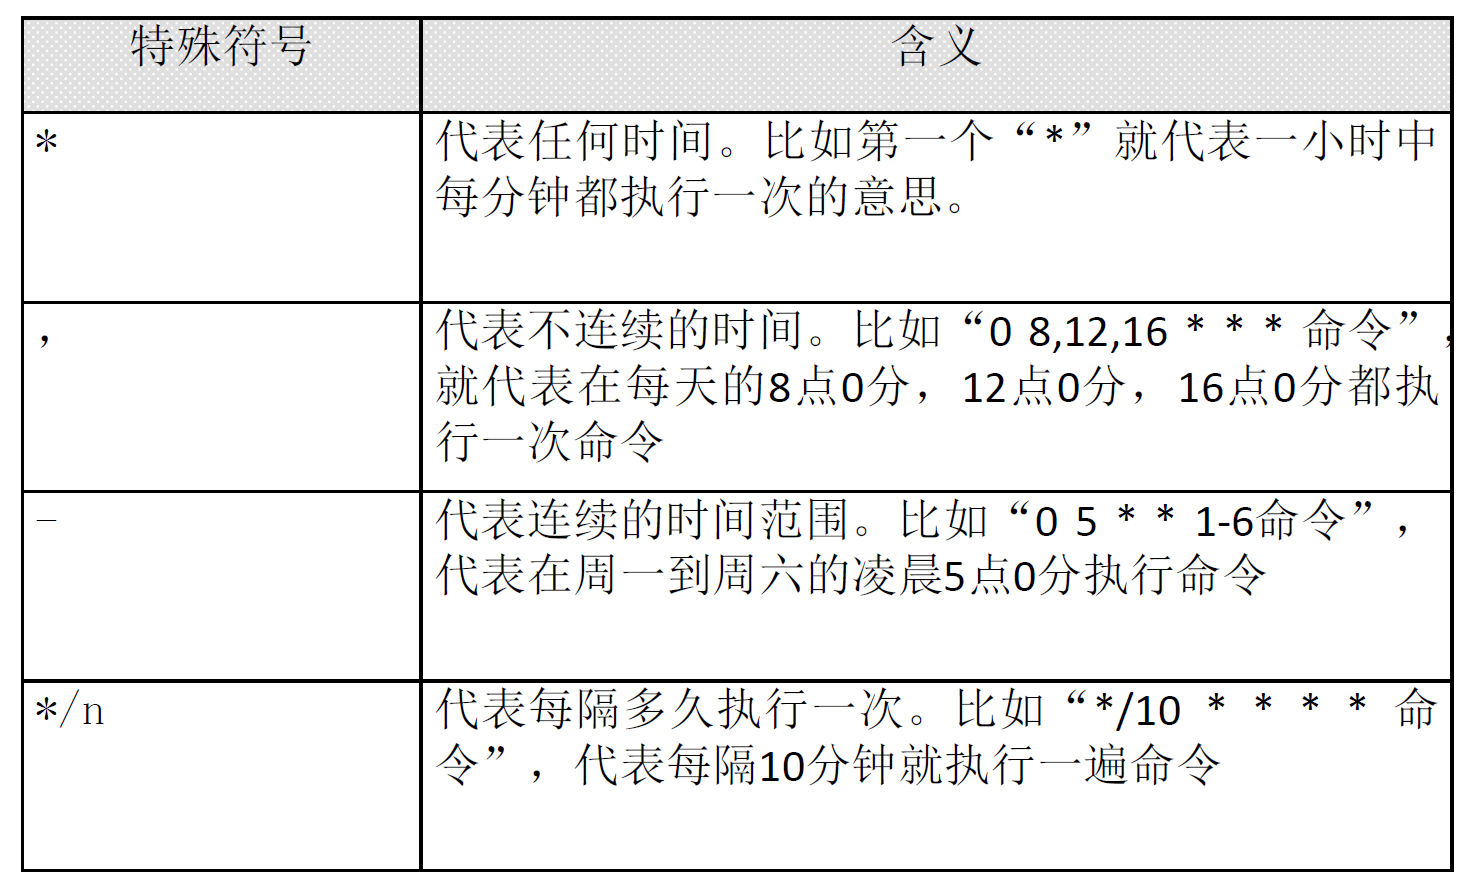 特殊符号
含义
*
代表任何时间。比如第一个“*”就代表一小时中
每分钟都执行一次的意思。
，
代表不连续的时间。比如“0 8,12,16 * * * 命令”，
就代表在每天的8点0分，12点0分，16点0分都执
行一次命令
-
代表连续的时间范围。比如“0 5 * * 1-6命令”，
代表在周一到周六的凌晨5点0分执行命令
*/n
代表每隔多久执行一次。比如“*/10 * * * * 命
令”，代表每隔10分钟就执行一遍命令